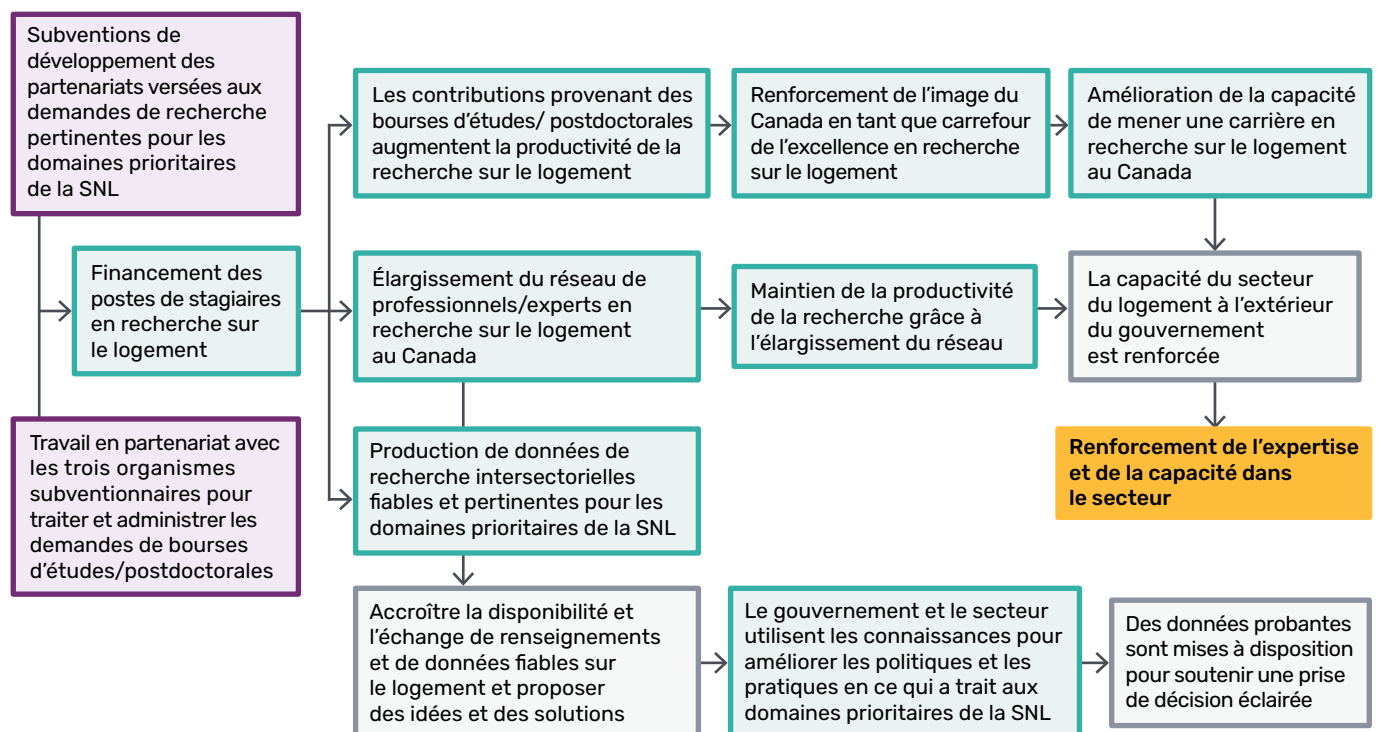 Subventions de
développement des
partenariats versées aux
demandes de recherche
pertinentes pour les
domaines prioritaires
de la SNL
Les contributions provenant des
bourses d'études/ postdoctorales
augmentent la productivité de la
recherche sur le logement
Renforcement de l'image du
Canada en tant que carrefour
de l'excellence en recherche
sur le logement
Amélioration de la capacité
de mener une carrière en
recherche sur le logement
au Canada
Financement des
postes de stagiaires
en recherche sur
le logement
Élargissement du réseau de
professionnels/experts en
recherche sur le logement
au Canada
Maintien de la productivité
de la recherche grâce à
l'élargissement du réseau
La capacité du secteur
du logement à l'extérieur
du gouvernement
est renforcée
Travail en partenariat avec
les trois organismes
subventionnaires pour
traiter et administrer les
demandes de bourses
d'études/postdoctorales
Production de données de
recherche intersectorielles
fiables et pertinentes pour les
domaines prioritaires de la SNL
Renforcement de l'expertise
et de la capacité dans
le secteur
Accroître la disponibilité et
l'échange de renseignements
et de données fiables sur
le logement et proposer
des idées et des solutions
Le gouvernement et le secteur
utilisent les connaissances pour
améliorer les politiques et les
pratiques en ce qui a trait aux
domaines prioritaires de la SNL
Des données probantes
sont mises à disposition
pour soutenir une prise
de décision éclairée